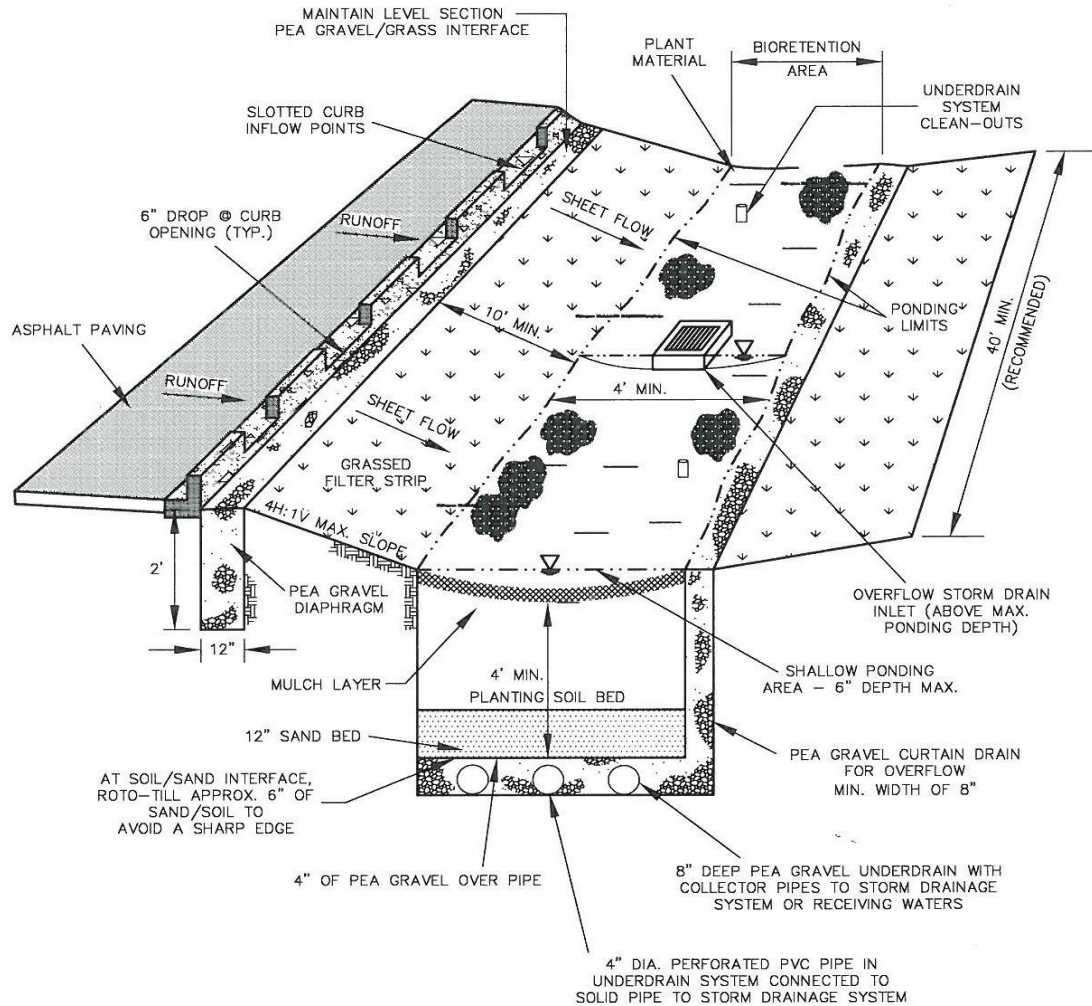 MAINTAIN LEVEL SECTION
PEA GRAVEL/GRASS INTERFACE
PLANT
MATERIAL
BIORETENTION
AREA
SLOTTED CURB
INFLOW POINTS
UNDERDRAIN
SYSTEM
CLEAN-OUTS
6" DROP @ CURB
OPENING (TYP.)
RUNOFF
SHEET FLOW
ASPHALT PAVING
10' MIN.
PONDING
LIMITS
40' MIN.
(RECOMMENDED)
RUNOFF
4' MIN.
SHEET FLOW
GRASSED
FILTER STRIP
4H:1V MAX. SLOPE
2'
PEA GRAVEL
DIAPHRAGM
12"
OVERFLOW STORM DRAIN
INLET (ABOVE MAX.
PONDING DEPTH)
MULCH LAYER
4' MIN.
PLANTING SOIL BED
SHALLOW PONDING
AREA - 6" DEPTH MAX.
12" SAND BED
PEA GRAVEL CURTAIN DRAIN
FOR OVERFLOW
MIN. WIDTH OF 8"
AT SOIL/SAND INTERFACE,
ROTO-TILL APPROX. 6" OF
SAND/SOIL TO
AVOID A SHARP EDGE
4" OF PEA GRAVEL OVER PIPE
8" DEEP PEA GRAVEL UNDERDRAIN WITH
COLLECTOR PIPES TO STORM DRAINAGE
SYSTEM OR RECEIVING WATERS
4" DIA. PERFORATED PVC PIPE IN
UNDERDRAIN SYSTEM CONNECTED TO
SOLID PIPE TO STORM DRAINAGE SYSTEM